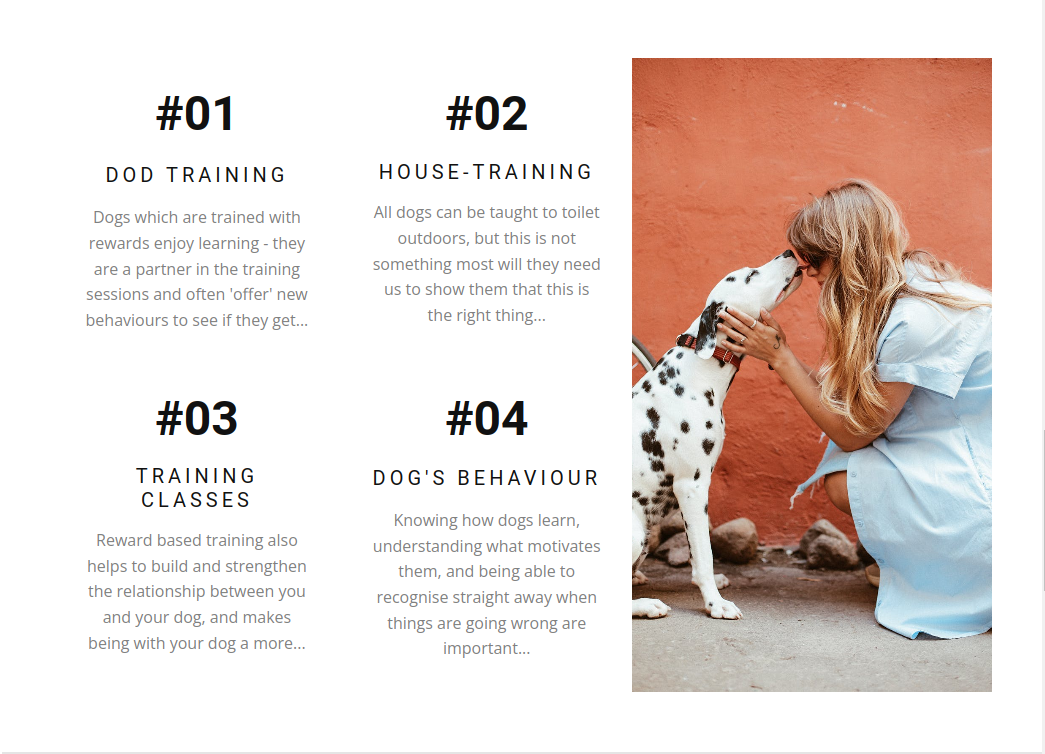 #01
DOD TRAINING
Dogs which are trained with
rewards enjoy learning - they
are a partner in the training
sessions and often 'offer' new
behaviours to see if they get...
#02
HOUSE-TRAINING
All dogs can be taught to toilet
outdoors, but this is not
something most will they need
us to show them that this is
the right thing...
#03
TRAINING
CLASSES
Reward based training also
helps to build and strengthen
the relationship between you
and your dog, and makes
being with your dog a more...
#04
DOG'S BEHAVIOUR
Knowing how dogs learn,
understanding what motivates
them, and being able to
recognise straight away when
things are going wrong are
important...